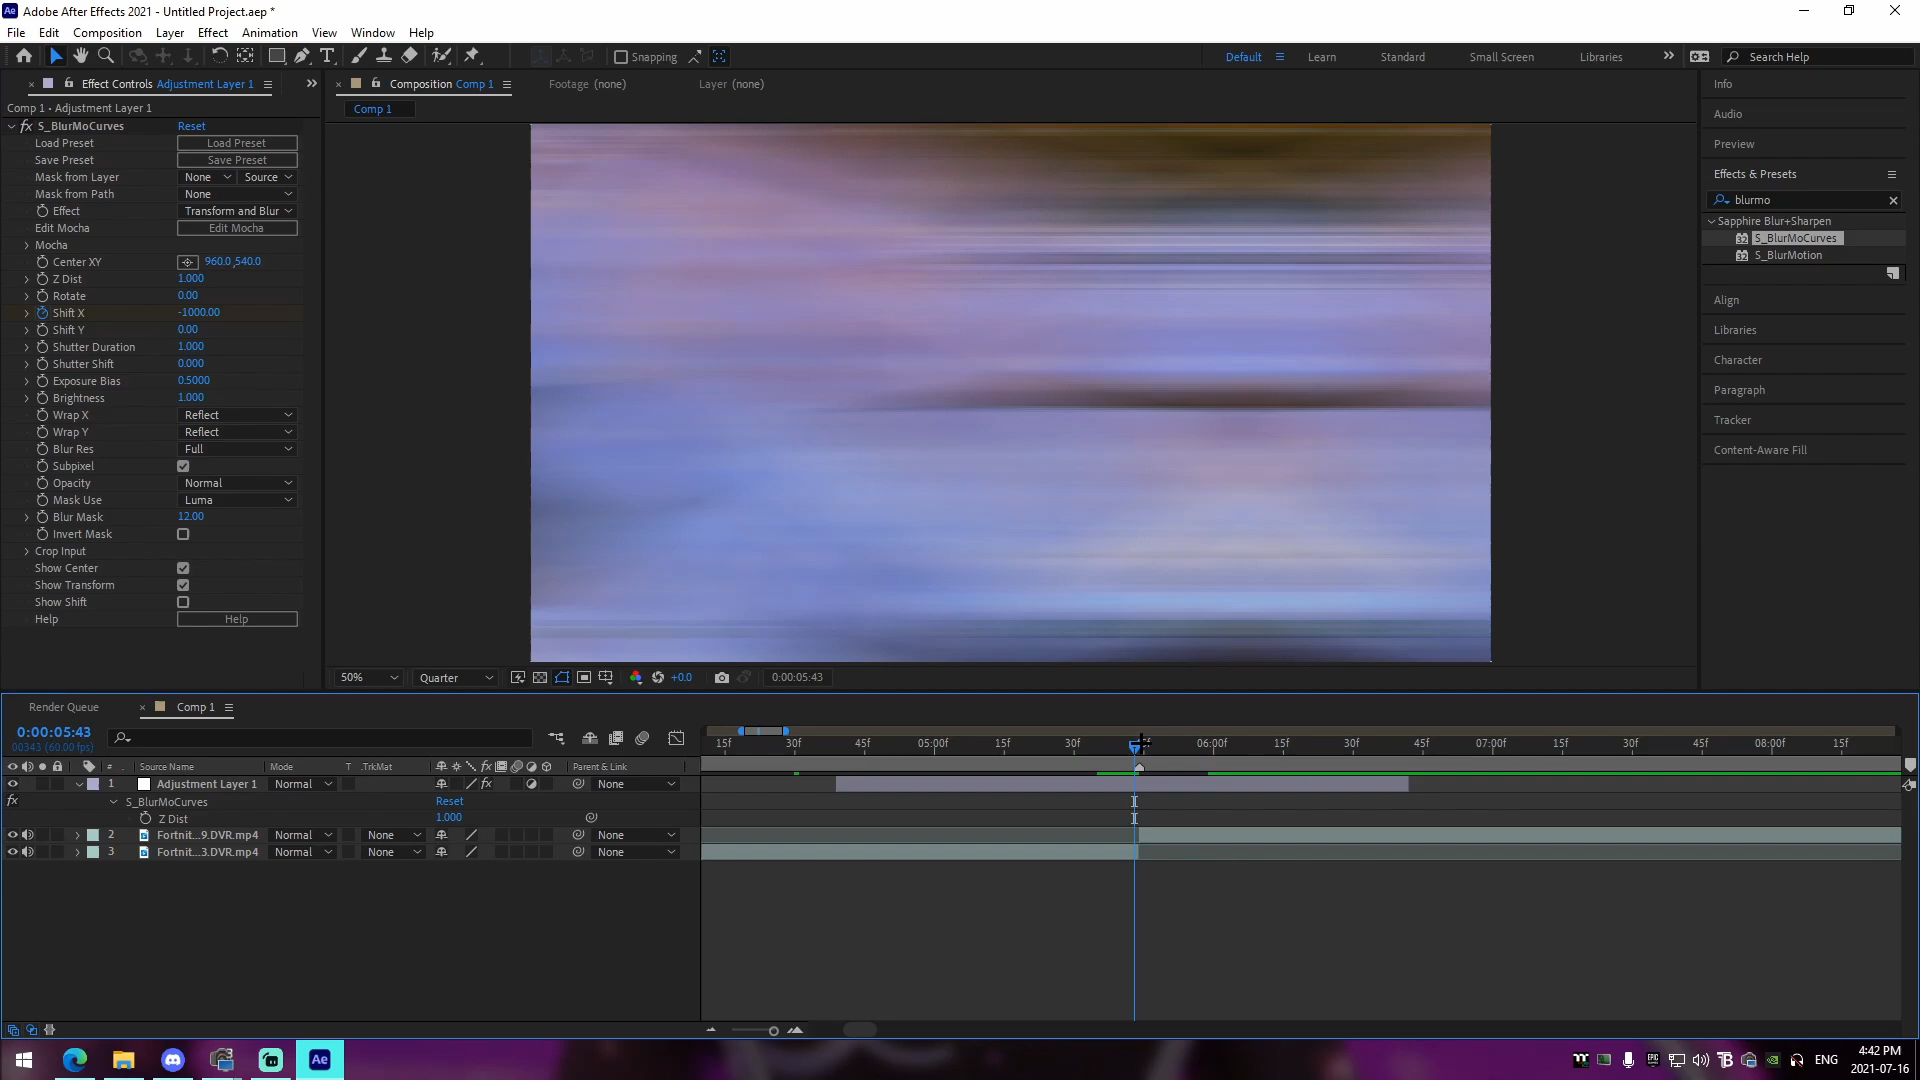 Adobe After Effects 2021 - Untitled Project.aep *
File Edit Composition Layer Effect Animation View Window Help
Snapping Default Learn Standard Small Screen Libraries Search Help
Effect Controls Adjustment Layer 1
Composition Comp 1 Footage (none) Layer (none)
Comp 1 • Adjustment Layer 1
Comp 1
fx S_BlurMoCurves Reset
Load Preset Load Preset
Save Preset Save Preset
Mask from Layer None Source
Mask from Path None
Effect Transform and Blur
Edit Mocha Edit Mocha
Mocha
Center XY 960.0,540.0
Z Dist 1.000
Rotate 0.00
Shift X -1000.00
Shift Y 0.00
Shutter Duration 1.000
Shutter Shift 0.000
Exposure Bias 0.5000
Brightness 1.000
Wrap X Reflect
Wrap Y Reflect
Blur Res Full
Subpixel
Opacity Normal
Mask Use Luma
Blur Mask 12.00
Invert Mask
Crop Input
Show Center
Show Transform
Show Shift
Help Help
Info
Audio
Preview
Effects & Presets
blurmo
Sapphire Blur+Sharpen
S_BlurMoCurves
S_BlurMotion
Align
Libraries
Character
Paragraph
Tracker
Content-Aware Fill
50% Quarter +0.0 0:00:05:43
Render Queue Comp 1
0:00:05:43
00343 (60.00 fps)
15f 30f 45f 05:00f 15f 30f 06:00f 15f 30f 45f 07:00f 15f 30f 45f 08:00f 15f
# Source Name Mode T .TrkMat Parent & Link
1 Adjustment Layer 1 Normal None
fx S_BlurMoCurves Reset
Z Dist 1.000
2 Fortnit...9.DVR.mp4 Normal None None
3 Fortnit...3.DVR.mp4 Normal None None
Ae
ENG
4:42 PM
2021-07-16